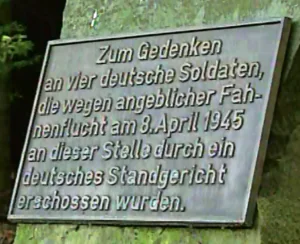 Zum Gedenken
an vier deutsche Soldaten,
die wegen angeblicher Fah-
nenflucht am 8. April 1945
an dieser Stelle durch ein
deutsches Standgericht
erschossen wurden.